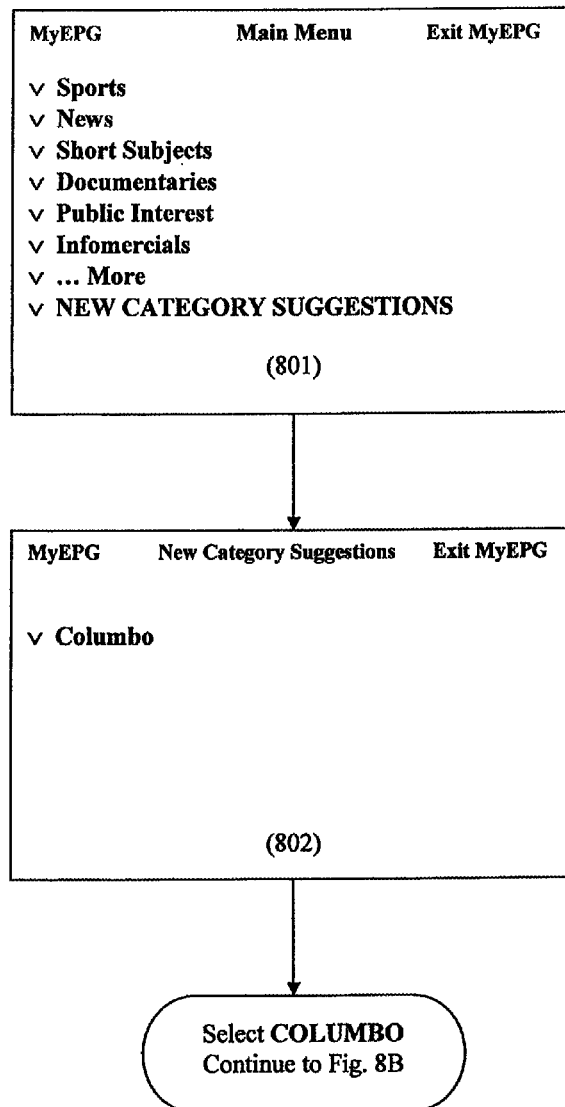 MyEPG Main Menu Exit MyEPG
v Sports
v News
v Short Subjects
v Documentaries
v Public Interest
v Infomercials
v ... More
v NEW CATEGORY SUGGESTIONS
(801)
MyEPG New Category Suggestions Exit MyEPG
v Columbo
(802)
Select COLUMBO
Continue to Fig. 8B